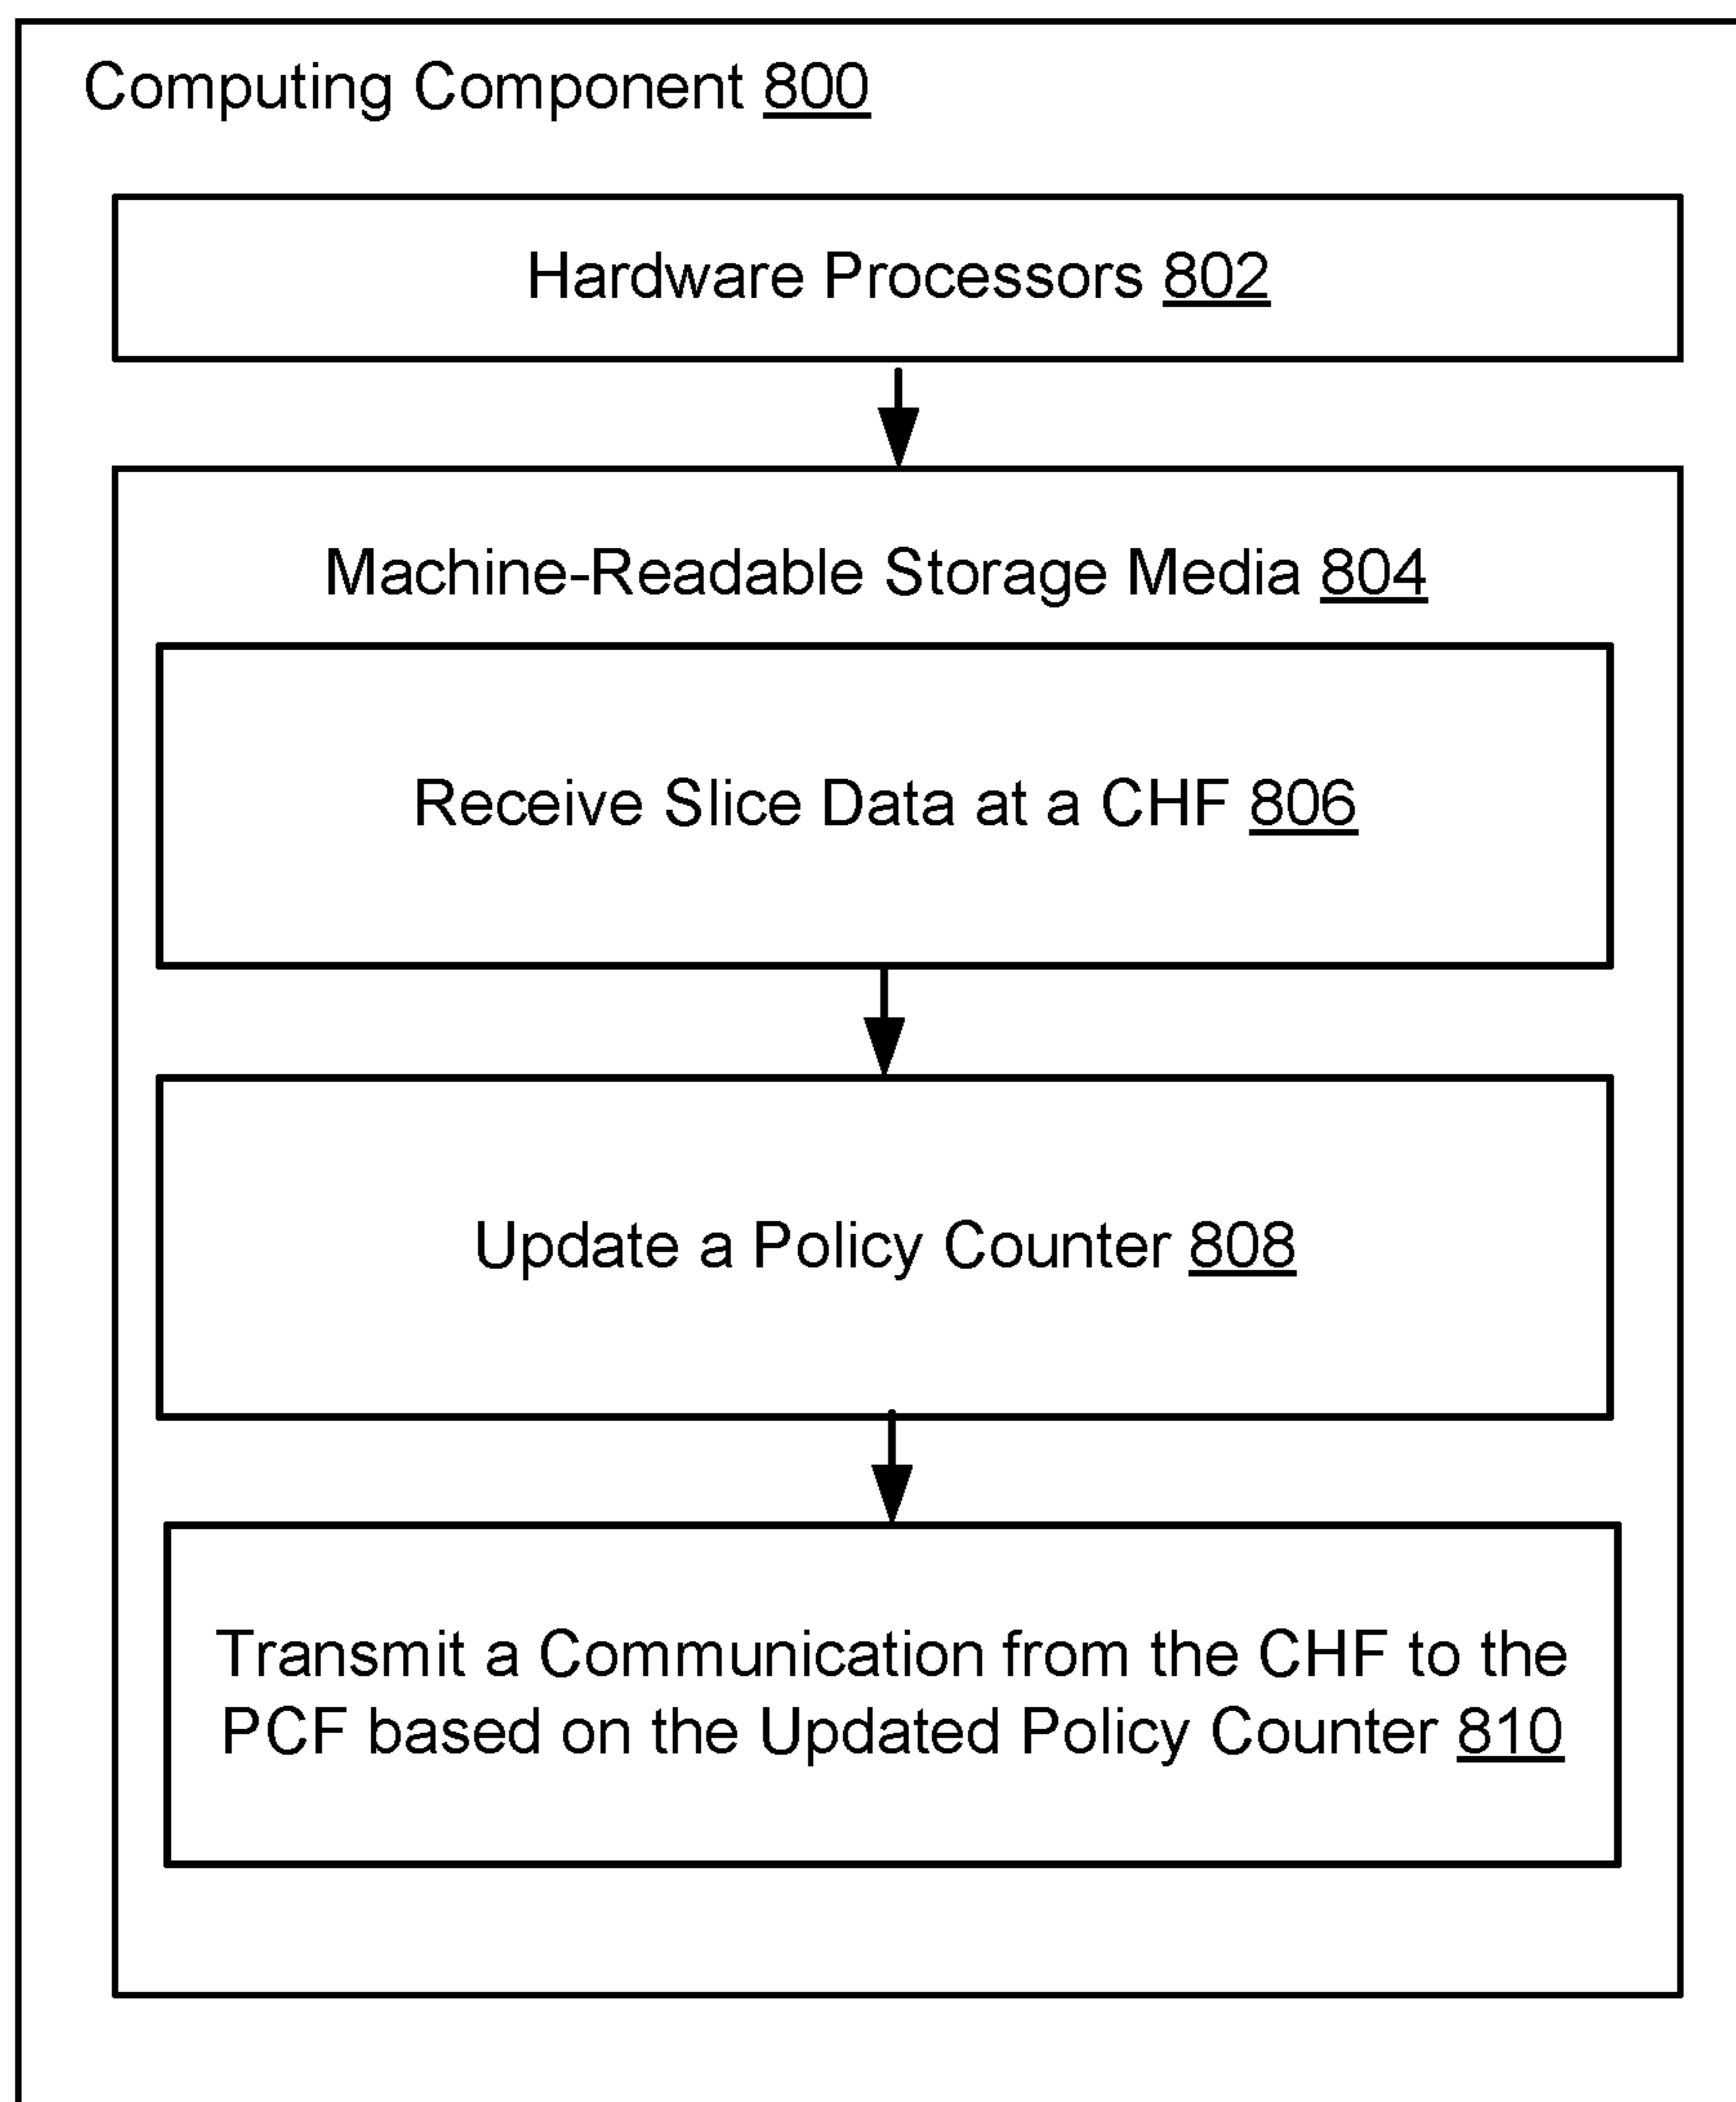 Computing Component 800
Hardware Processors 802
Machine-Readable Storage Media 804
Receive Slice Data at a CHF 806
Update a Policy Counter 808
Transmit a Communication from the CHF to the
PCF based on the Updated Policy Counter 810